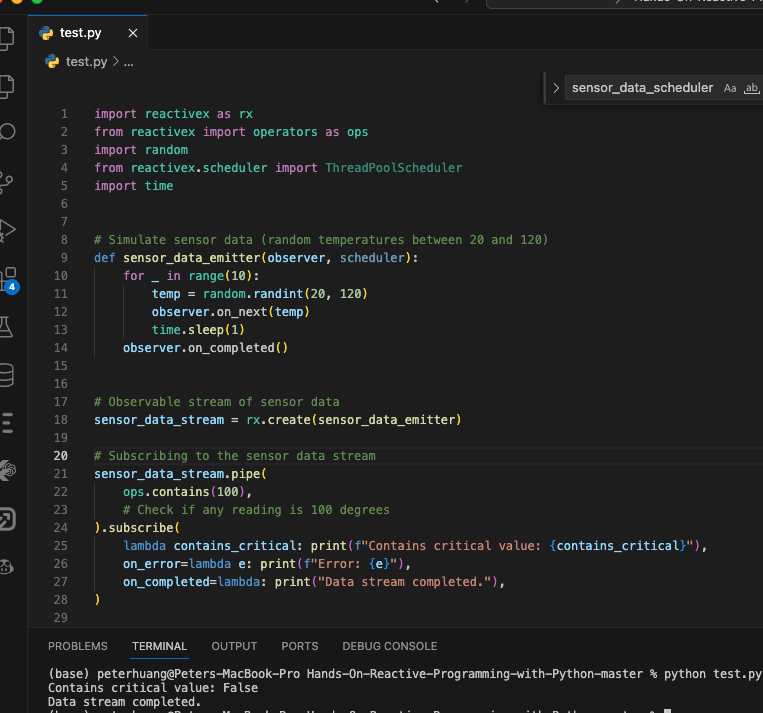 test.py
test.py > ...
sensor_data_scheduler Aa ab
1 import reactivex as rx
2 from reactivex import operators as ops
3 import random
4 from reactivex.scheduler import ThreadPoolScheduler
5 import time
6
7
8 # Simulate sensor data (random temperatures between 20 and 120)
9 def sensor_data_emitter(observer, scheduler):
10 for _ in range(10):
11 temp = random.randint(20, 120)
12 observer.on_next(temp)
13 time.sleep(1)
14 observer.on_completed()
15
16
17 # Observable stream of sensor data
18 sensor_data_stream = rx.create(sensor_data_emitter)
19
20 # Subscribing to the sensor data stream
21 sensor_data_stream.pipe(
22 ops.contains(100),
23 # Check if any reading is 100 degrees
24 ).subscribe(
25 lambda contains_critical: print(f"Contains critical value: {contains_critical}"),
26 on_error=lambda e: print(f"Error: {e}"),
27 on_completed=lambda: print("Data stream completed."),
28 )
29
4
PROBLEMS TERMINAL OUTPUT PORTS DEBUG CONSOLE
(base) peterhuang@Peters-MacBook-Pro Hands-On-Reactive-Programming-with-Python-master % python test.py
Contains critical value: False
Data stream completed.